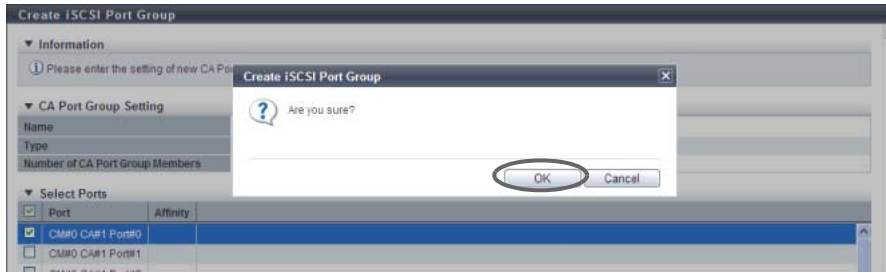 Create iSCSI Port Group
Information
Please enter the setting of new CA Po
Create iSCSI Port Group
Are you sure?
OK
Cancel
CA Port Group Setting
Name
Type
Number of CA Port Group Members
Select Ports
Port Affinity
CM#0 CA#1 Port#0
CM#0 CA#1 Port#1